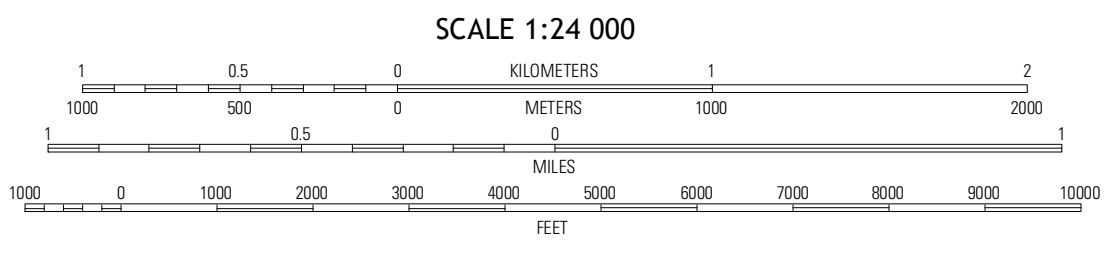 SCALE 1:24 000
1 0.5 0 KILOMETERS 1 2
1000 500 0 METERS 1000 2000
1 0.5 0 1
MILES
1000 0 1000 2000 3000 4000 5000 6000 7000 8000 9000 10000
FEET